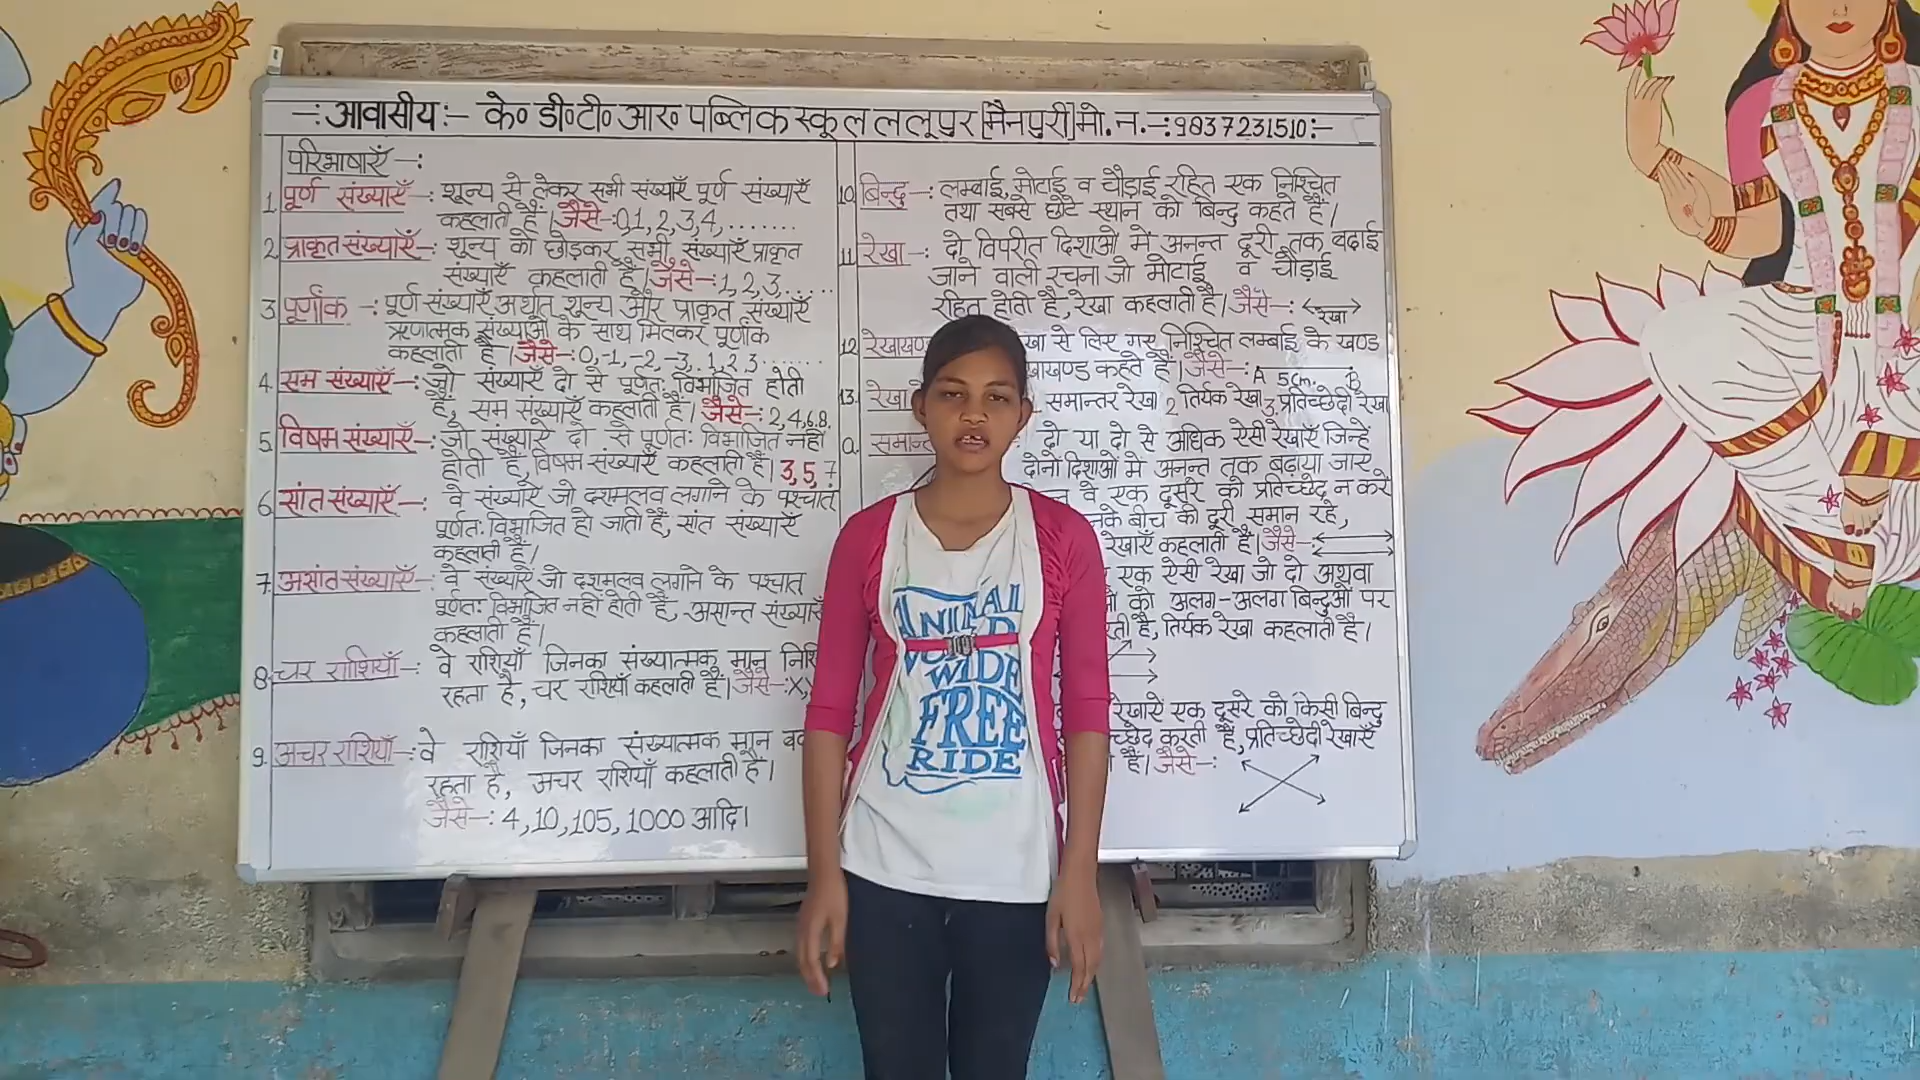 -: आवासीय :- के० डी० टी० आर० पब्लिक स्कूल ललूपुर [मैनपुरी] मो. न. -: 9837231510 :-
परिभाषाएँ -:
1. पूर्ण संख्याएँ -: शून्य से लेकर सभी संख्याएँ पूर्ण संख्याएँ
कहलाती हैं। जैसे -: 0,1,2,3,4,.......
2. प्राकृत संख्याएँ -: शून्य को छोड़कर सभी संख्याएँ प्राकृत
संख्याएँ कहलाती हैं। जैसे -: 1,2,3,.....
3. पूर्णांक -: पूर्ण संख्याएँ अर्थात् शून्य और प्राकृत संख्याएँ
ऋणात्मक संख्याओं के साथ मिलकर पूर्णांक
कहलाती हैं। जैसे -: 0,-1,-2,-3, 1,2,3.......
4. सम संख्याएँ -: जो संख्याएँ दो से पूर्णतः विभाजित होती
हैं, सम संख्याएँ कहलाती हैं। जैसे -: 2,4,6,8.
5. विषम संख्याएँ -: जो संख्याऐ दो से पूर्णतः विभाजित नहीं
होती हैं, विषम संख्याएँ कहलाती हैं। 3,5,7
6. सांत संख्याएँ -: वे संख्याऐं जो दशमलव लगाने के पश्चात
पूर्णतः विभाजित हो जाती हैं, सांत संख्याएँ
कहलाती हैं।
7. असांत संख्याएँ -: वे संख्याऐं जो दशमलव लगाने के पश्चात्
पूर्णतः विभाजित नहीं होती हैं, असान्त संख्याएँ
कहलाती हैं।
8. चर राशियाँ -: वे राशियाँ जिनका संख्यात्मक मान
रहता है, चर राशियाँ कहलाती हैं। जैसे -: x,
9. अचर राशियाँ -: वे राशियाँ जिनका संख्यात्मक मान
रहता है, अचर राशियाँ कहलाती हैं।
जैसे -: 4,10,105,1000 आदि।
10. बिन्दु -: लम्बाई, मोटाई व चौड़ाई रहित एक निश्चित
तथा सबसे छोटे स्थान को बिन्दु कहते हैं।
11. रेखा -: दो विपरीत दिशाओं में अनन्त दूरी तक बढ़ाई
जाने वाली रचना जो मोटाई व चौड़ाई
रहित होती है, रेखा कहलाती है। जैसे -: रेखा
12. से लिए गए निश्चित लम्बाई के खण्ड
कहते हैं। जैसे -: A 5cm. B
13. रेखा समान्तर रेखा 2 तिर्यक रेखा 3. प्रतिच्छेदी रेखा
दो या दो से अधिक ऐसी रेखाएँ जिन्हें
दोनों दिशाओं मे अनन्त तक बढ़ाया जाए
वे एक दूसरे को प्रतिच्छेद न करें
के बीच की दूरी समान रहे,
रेखाएँ कहलाती हैं। जैसे -:
एक ऐसी रेखा जो दो अथवा
को अलग-अलग बिन्दुओं पर
है, तिर्यक रेखा कहलाती है।
रेखाऐं एक दूसरे को किसी बिन्दु
करती हैं, प्रतिच्छेदी रेखाएँ
हैं। जैसे -:
ANIMAL
WIDE
FREE
RIDE